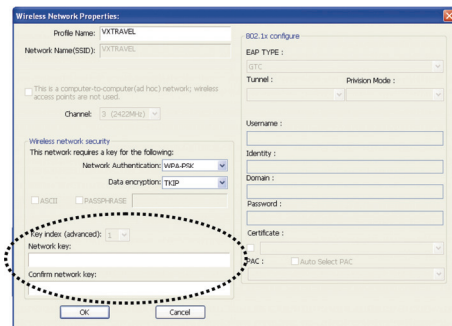 Wireless Network Properties:
Profile Name: VXTRAVEL
Network Name(SSID): VXTRAVEL
This is a computer-to-computer(ad hoc) network; wireless
access points are not used.
Channel: 3 (2422MHz)
Wireless network security
This network requires a key for the following:
Network Authentication: WPA-PSK
Data encryption: TKIP
ASCII PASSPHRASE
Key index (advanced): 1
Network key:
Confirm network key:
OK Cancel
802.1x configure
EAP TYPE :
GTC
Tunnel : Privision Mode :
Username :
Identity :
Domain :
Password :
Certificate :
PAC : Auto Select PAC